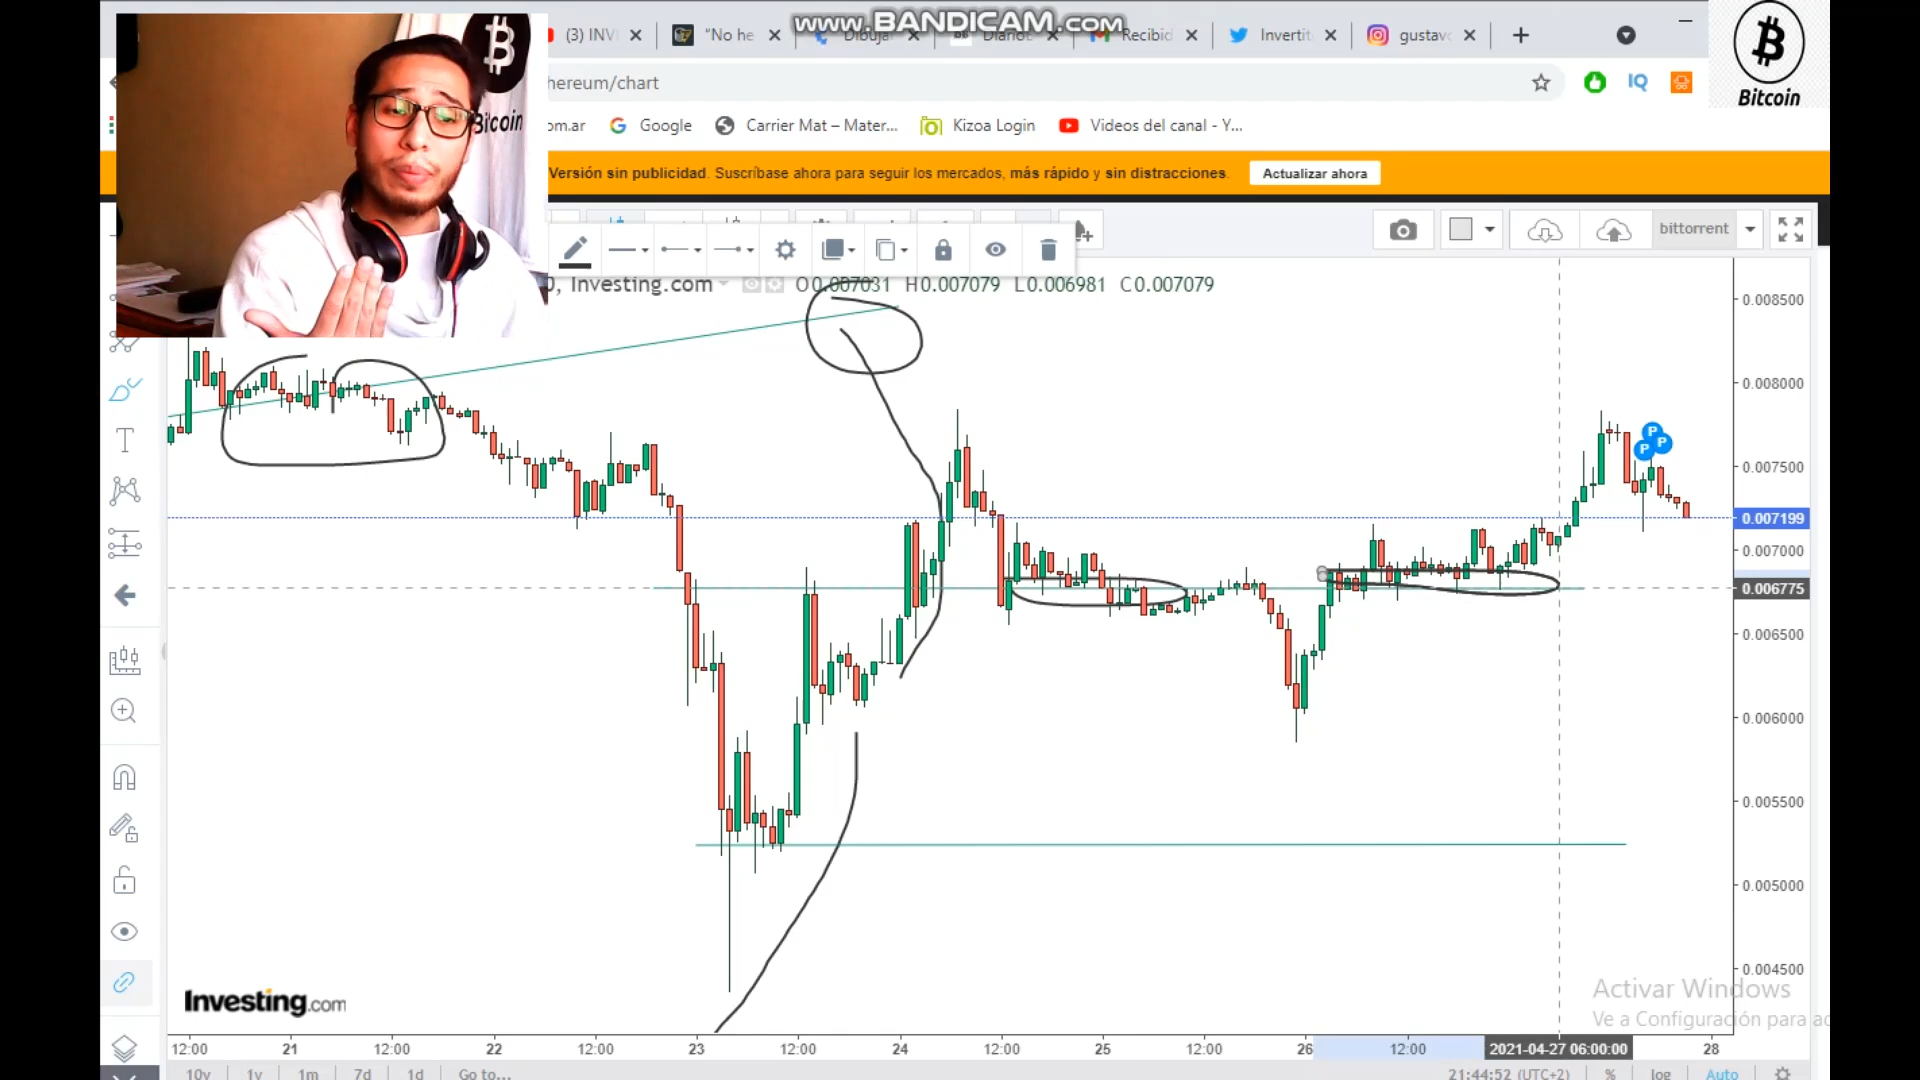 www.BANDICAM.com
(3) INVI
"No he
Dibuja
DiarioB
Recibid
Invertit
gustavo
Bitcoin
Bitcoin
hereum/chart
om.ar
Google
Carrier Mat – Mater...
Kizoa Login
Videos del canal - Y...
Versión sin publicidad. Suscríbase ahora para seguir los mercados, más rápido y sin distracciones.
Actualizar ahora
bittorrent
0, Investing.com O0.007031 H0.007079 L0.006981 C0.007079
0.008500
0.008000
0.007500
P
P
P
0.007199
0.007000
0.006775
0.006500
0.006000
0.005500
0.005000
0.004500
Investing.com
Activar Windows
Ve a Configuración para ac
12:00 21 12:00 22 12:00 23 12:00 24 12:00 25 12:00 26 12:00 2021-04-27 06:00:00 28
10y 1y 1m 7d 1d Go to...
21:44:52 (UTC+2) % log Auto